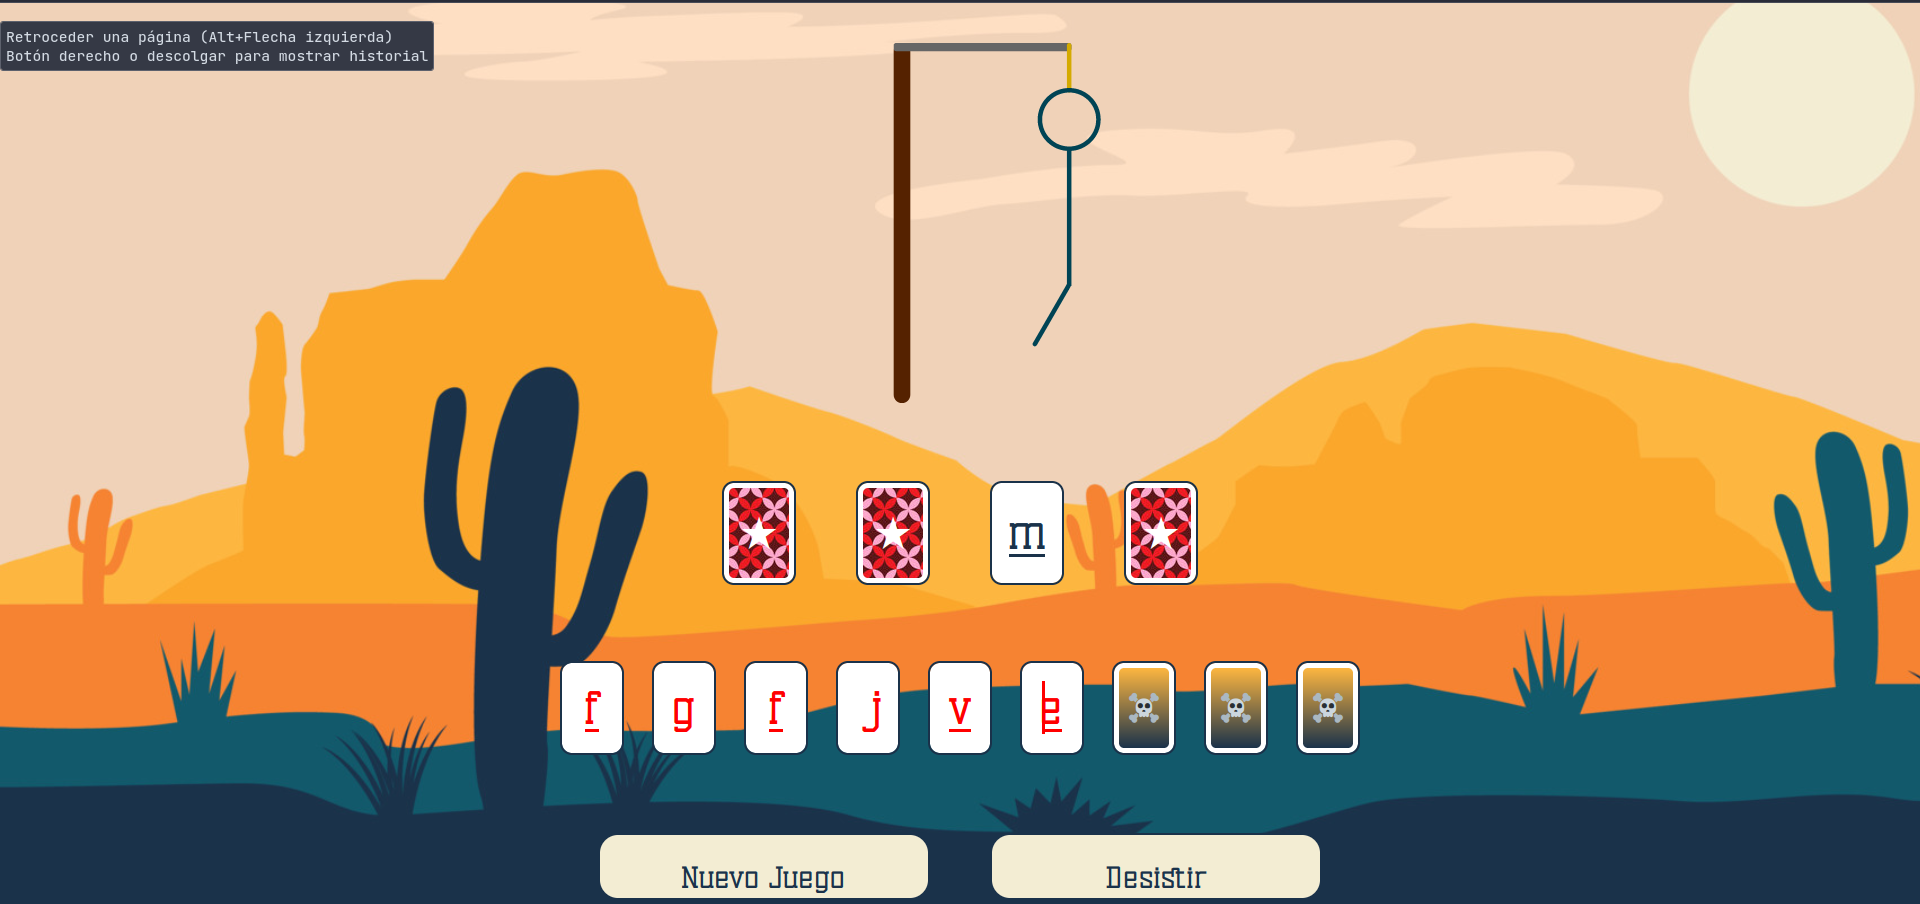 Retroceder una página (Alt+Flecha izquierda)
Botón derecho o descolgar para mostrar historial
m
f g f j v
Nuevo Juego Desistir